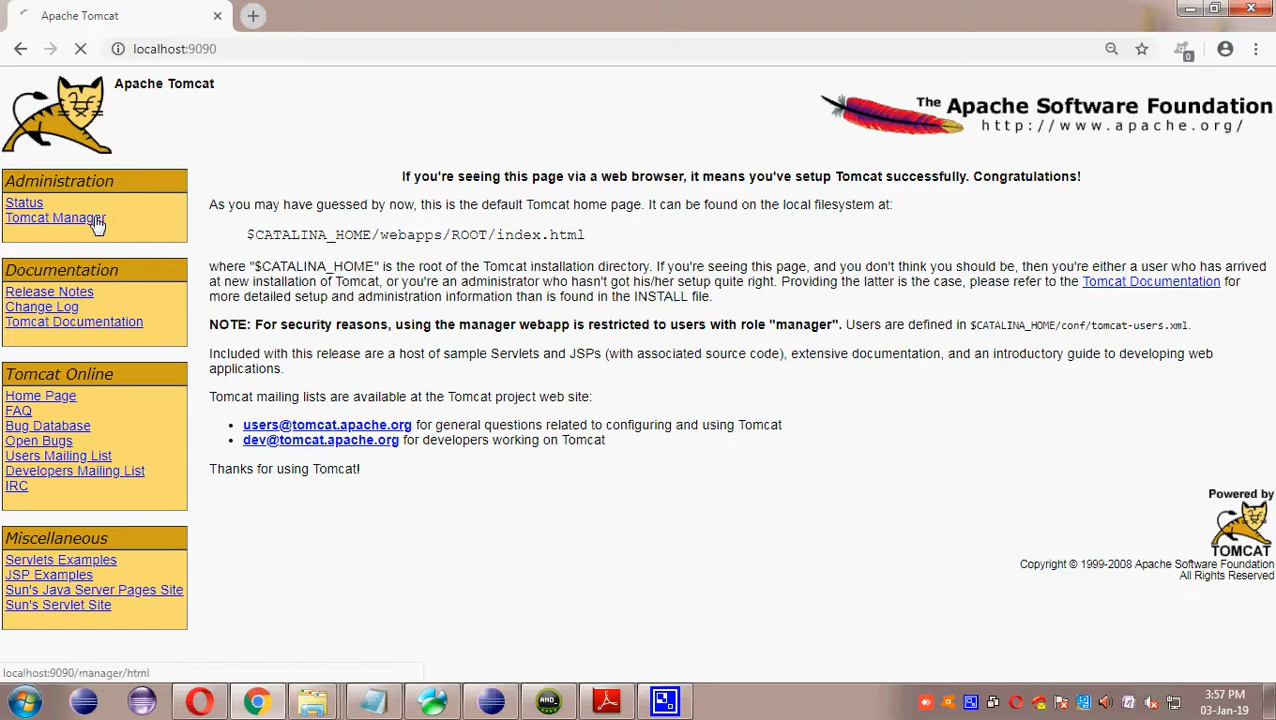 Apache Tomcat
localhost:9090
0
Apache Tomcat
The Apache Software Foundation
http://www.apache.org/
Administration
Status
Tomcat Manager
Documentation
Release Notes
Change Log
Tomcat Documentation
Tomcat Online
Home Page
FAQ
Bug Database
Open Bugs
Users Mailing List
Developers Mailing List
IRC
Miscellaneous
Servlets Examples
JSP Examples
Sun's Java Server Pages Site
Sun's Servlet Site
If you're seeing this page via a web browser, it means you've setup Tomcat successfully. Congratulations!
As you may have guessed by now, this is the default Tomcat home page. It can be found on the local filesystem at:
$CATALINA_HOME/webapps/ROOT/index.html
where "$CATALINA_HOME" is the root of the Tomcat installation directory. If you're seeing this page, and you don't think you should be, then you're either a user who has arrived
at new installation of Tomcat, or you're an administrator who hasn't got his/her setup quite right. Providing the latter is the case, please refer to the Tomcat Documentation for
more detailed setup and administration information than is found in the INSTALL file.
NOTE: For security reasons, using the manager webapp is restricted to users with role "manager". Users are defined in $CATALINA_HOME/conf/tomcat-users.xml.
Included with this release are a host of sample Servlets and JSPs (with associated source code), extensive documentation, and an introductory guide to developing web
applications.
Tomcat mailing lists are available at the Tomcat project web site:
• users@tomcat.apache.org for general questions related to configuring and using Tomcat
• dev@tomcat.apache.org for developers working on Tomcat
Thanks for using Tomcat!
Powered by
TOMCAT
Copyright © 1999-2008 Apache Software Foundation
All Rights Reserved
localhost:9090/manager/html
AND
3:57 PM
03-Jan-19